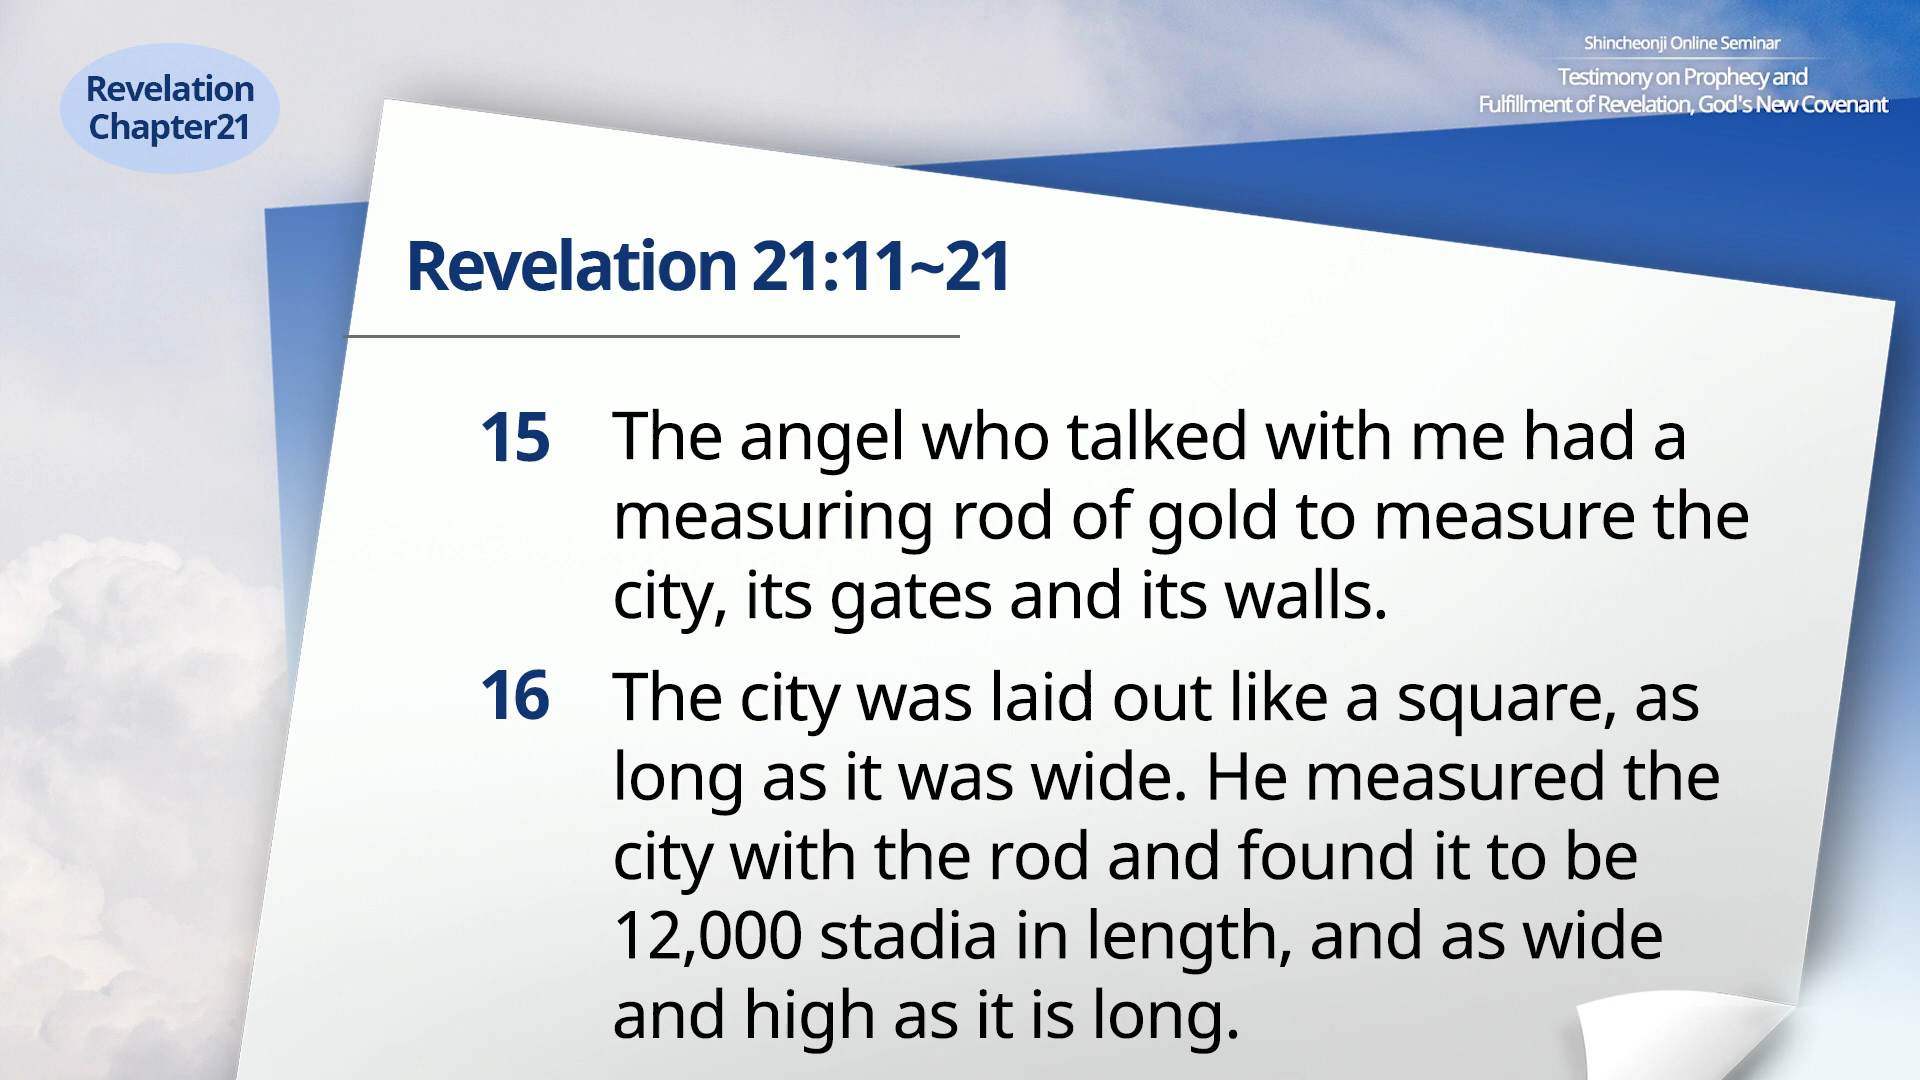 Revelation
Chapter21
Shincheonji Online Seminar
Testimony on Prophecy and
Fulfillment of Revelation, God's New Covenant
Revelation 21:11~21
15 The angel who talked with me had a
measuring rod of gold to measure the
city, its gates and its walls.
16 The city was laid out like a square, as
long as it was wide. He measured the
city with the rod and found it to be
12,000 stadia in length, and as wide
and high as it is long.